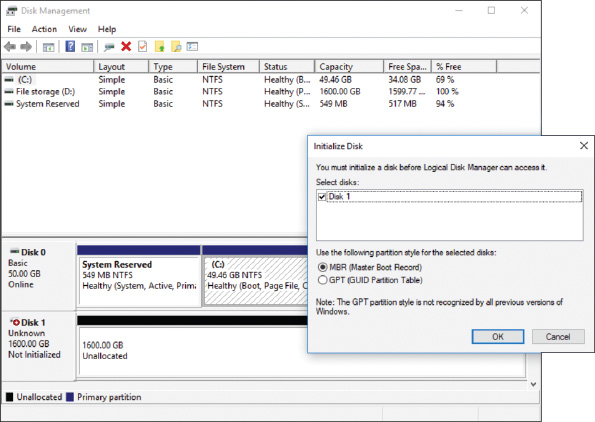 Disk Management
File Action View Help
Volume Layout Type File System Status Capacity Free Spa... % Free
(C:) Simple Basic NTFS Healthy (B... 49.46 GB 34.08 GB 69 %
File storage (D:) Simple Basic NTFS Healthy (P... 1600.00 GB 1599.77 ... 100 %
System Reserved Simple Basic NTFS Healthy (... 549 MB 517 MB 94 %
Initialize Disk
You must initialize a disk before Logical Disk Manager can access it.
Select disks:
Disk 1
Use the following partition style for the selected disks:
MBR (Master Boot Record)
GPT (GUID Partition Table)
Note: The GPT partition style is not recognized by all previous versions of
Windows.
OK Cancel
Disk 0
Basic
50.00 GB
Online
System Reserved
549 MB NTFS
Healthy (System, Active, Prima
(C:)
49.46 GB NTFS
Healthy (Boot, Page File, C
Disk 1
Unknown
1600.00 GB
Not Initialized
1600.00 GB
Unallocated
Unallocated Primary partition